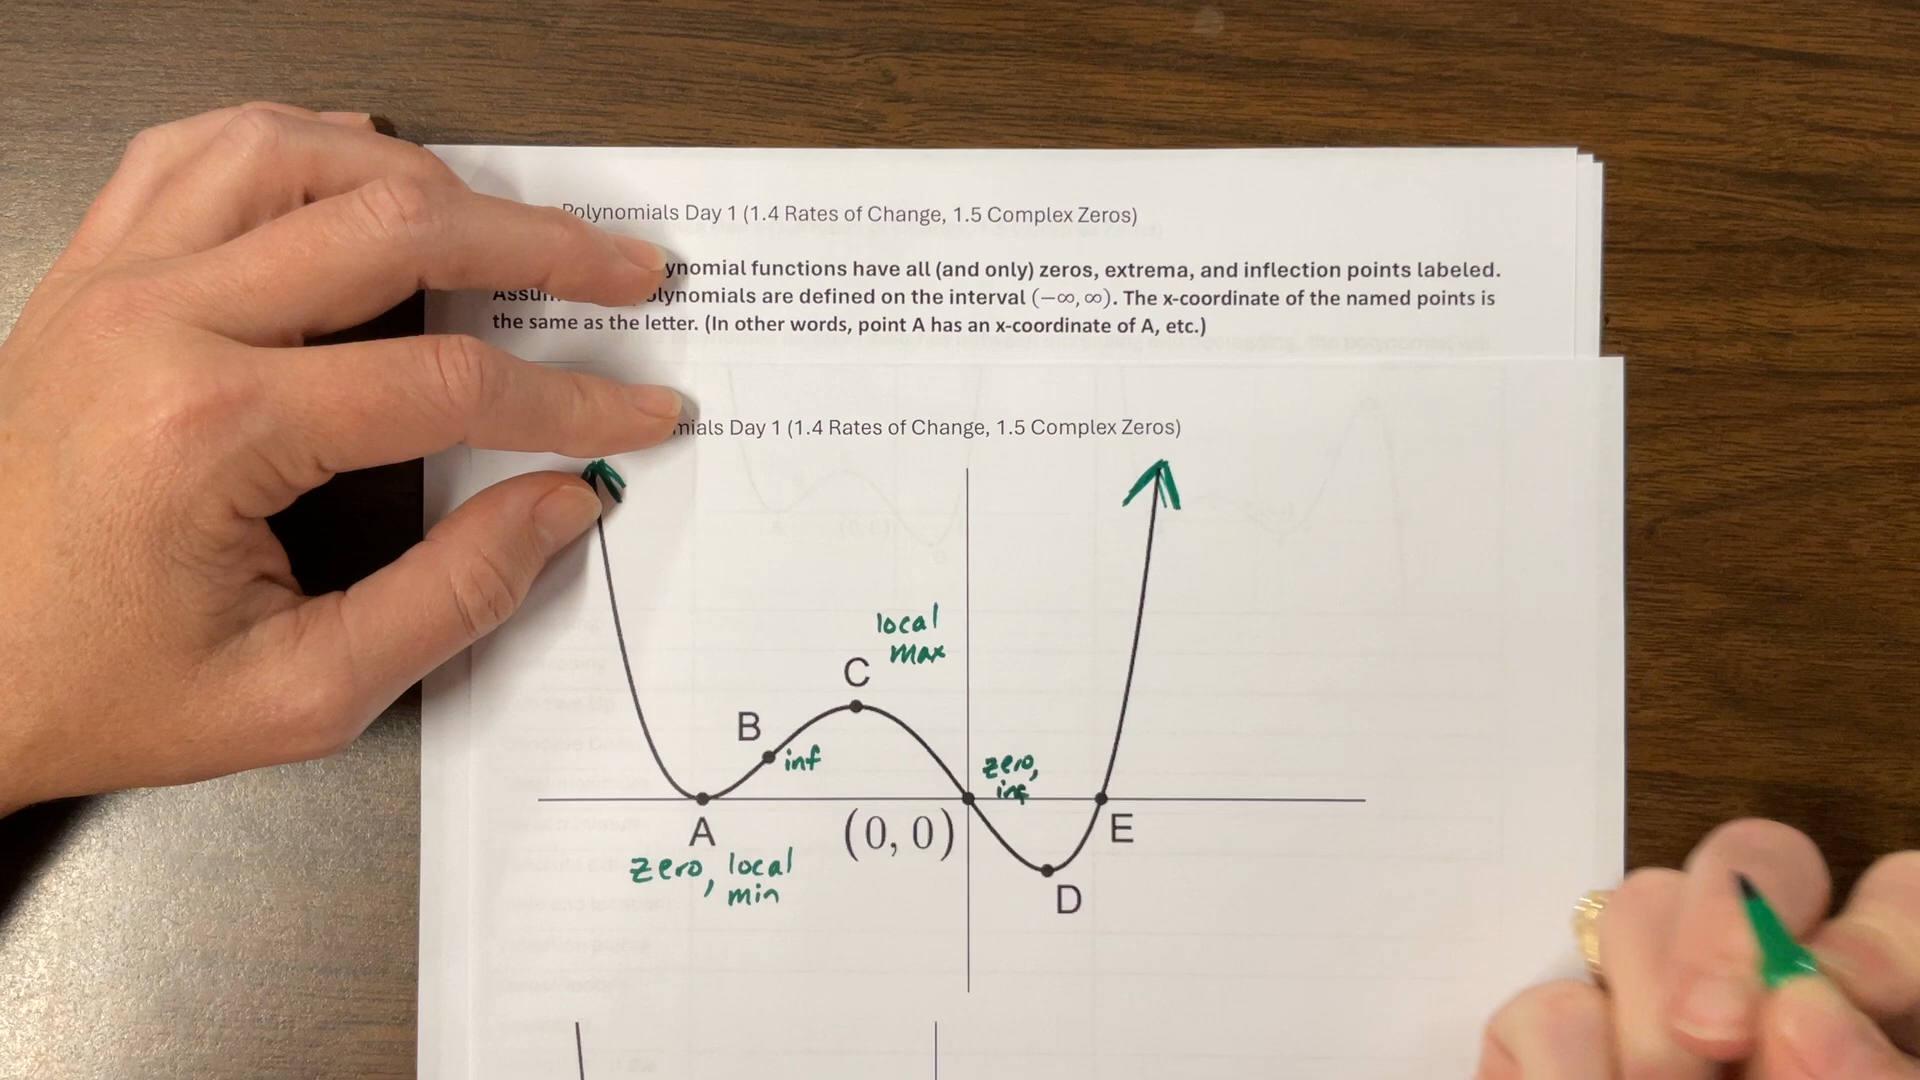 Polynomials Day 1 (1.4 Rates of Change, 1.5 Complex Zeros)
ynomial functions have all (and only) zeros, extrema, and inflection points labeled.
Assu lynomials are defined on the interval (−∞, ∞). The x-coordinate of the named points is
the same as the letter. (In other words, point A has an x-coordinate of A, etc.)
mials Day 1 (1.4 Rates of Change, 1.5 Complex Zeros)
local
max
C
B
inf
zero,
inf
A
(0, 0)
E
zero, local
min
D